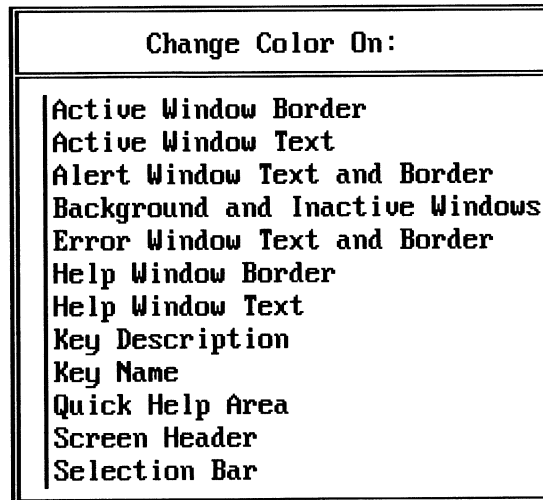 Change Color On:
Active Window Border
Active Window Text
Alert Window Text and Border
Background and Inactive Windows
Error Window Text and Border
Help Window Border
Help Window Text
Key Description
Key Name
Quick Help Area
Screen Header
Selection Bar